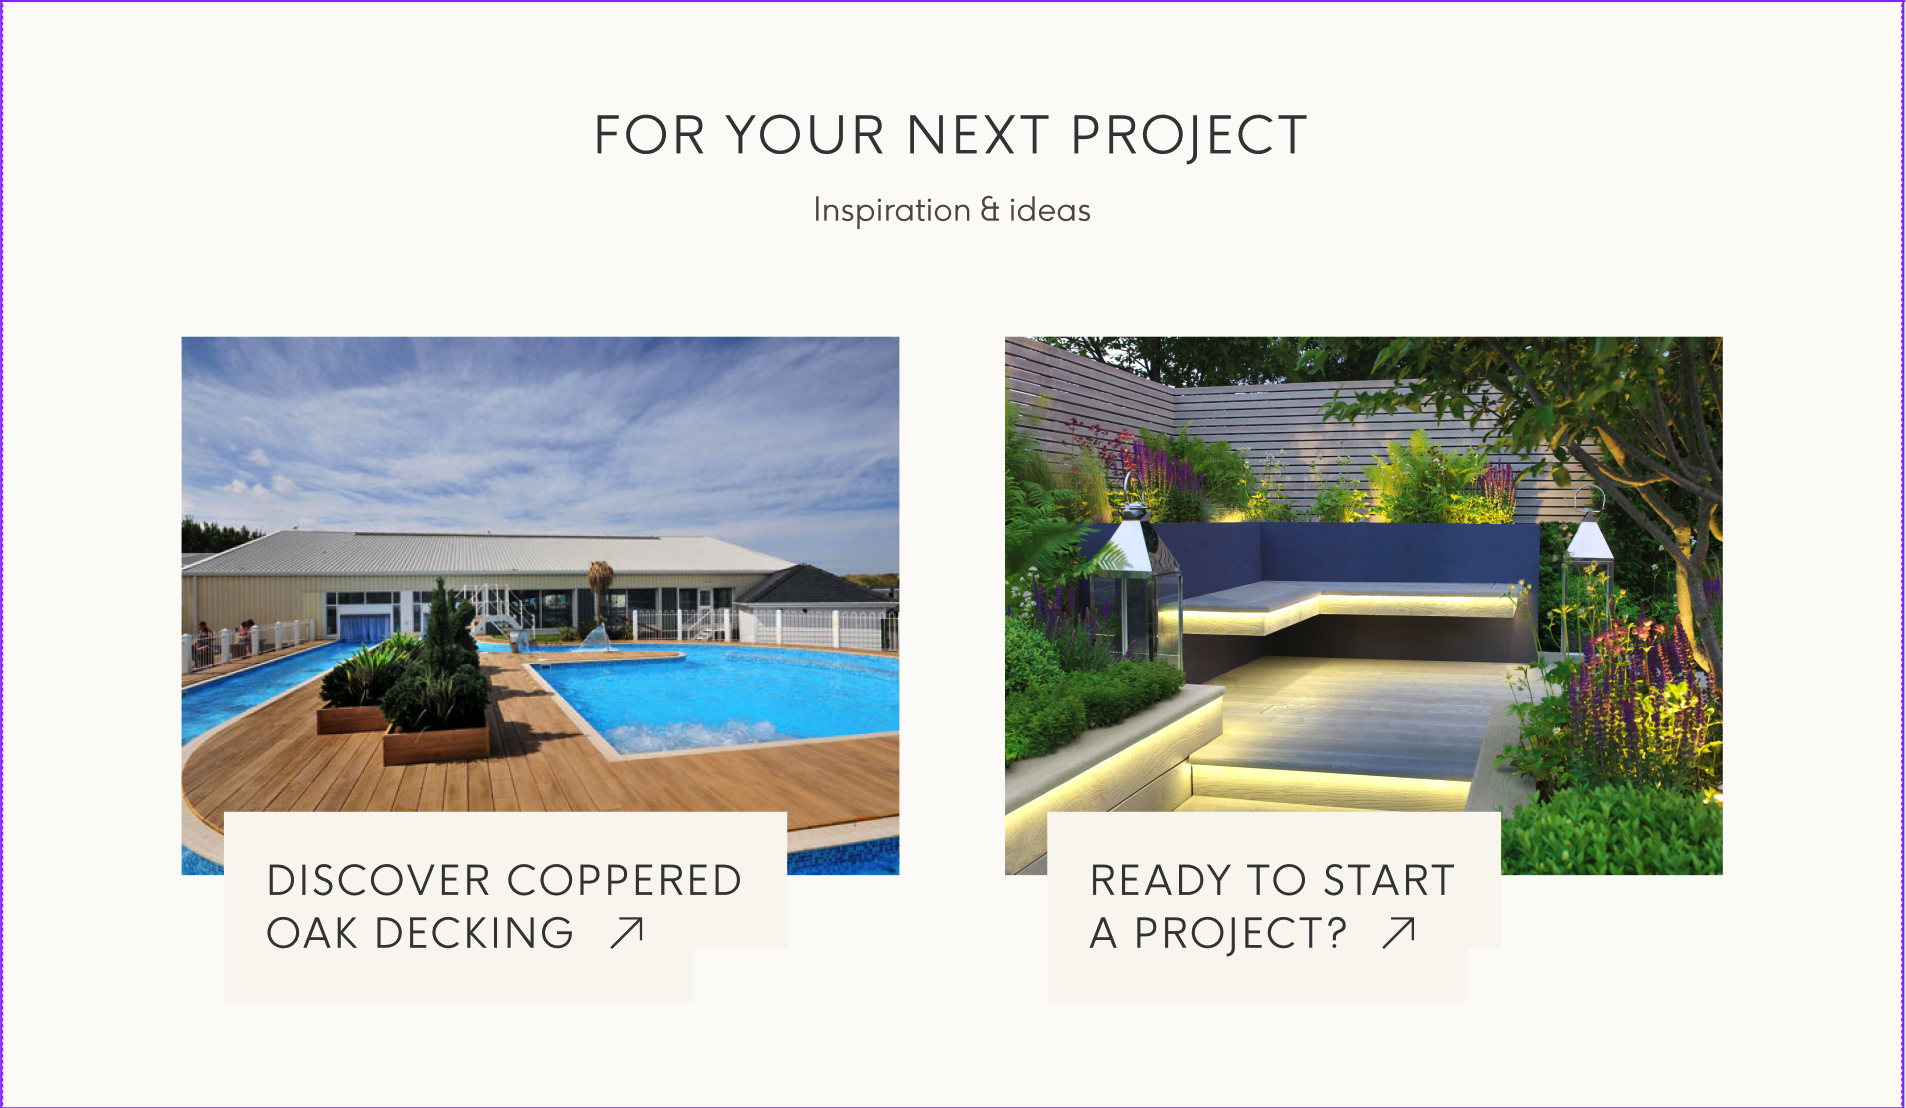 FOR YOUR NEXT PROJECT
Inspiration & ideas
DISCOVER COPPERED
OAK DECKING
READY TO START
A PROJECT?